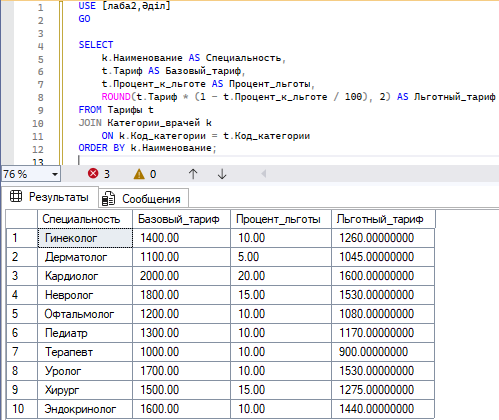 1 USE [лаба2,Әділ]
2 GO
3
4 SELECT
5 k.Наименование AS Специальность,
6 t.Тариф AS Базовый_тариф,
7 t.Процент_к_льготе AS Процент_льготы,
8 ROUND(t.Тариф * (1 - t.Процент_к_льготе / 100), 2) AS Льготный_тариф
9 FROM Тарифы t
10 JOIN Категории_врачей k
11 ON k.Код_категории = t.Код_категории
12 ORDER BY k.Наименование;
13
76 % 3 0
Результаты Сообщения
Специальность Базовый_тариф Процент_льготы Льготный_тариф
1 Гинеколог 1400.00 10.00 1260.00000000
2 Дерматолог 1100.00 5.00 1045.00000000
3 Кардиолог 2000.00 20.00 1600.00000000
4 Невролог 1800.00 15.00 1530.00000000
5 Офтальмолог 1200.00 10.00 1080.00000000
6 Педиатр 1300.00 10.00 1170.00000000
7 Терапевт 1000.00 10.00 900.00000000
8 Уролог 1700.00 10.00 1530.00000000
9 Хирург 1500.00 15.00 1275.00000000
10 Эндокринолог 1600.00 10.00 1440.00000000